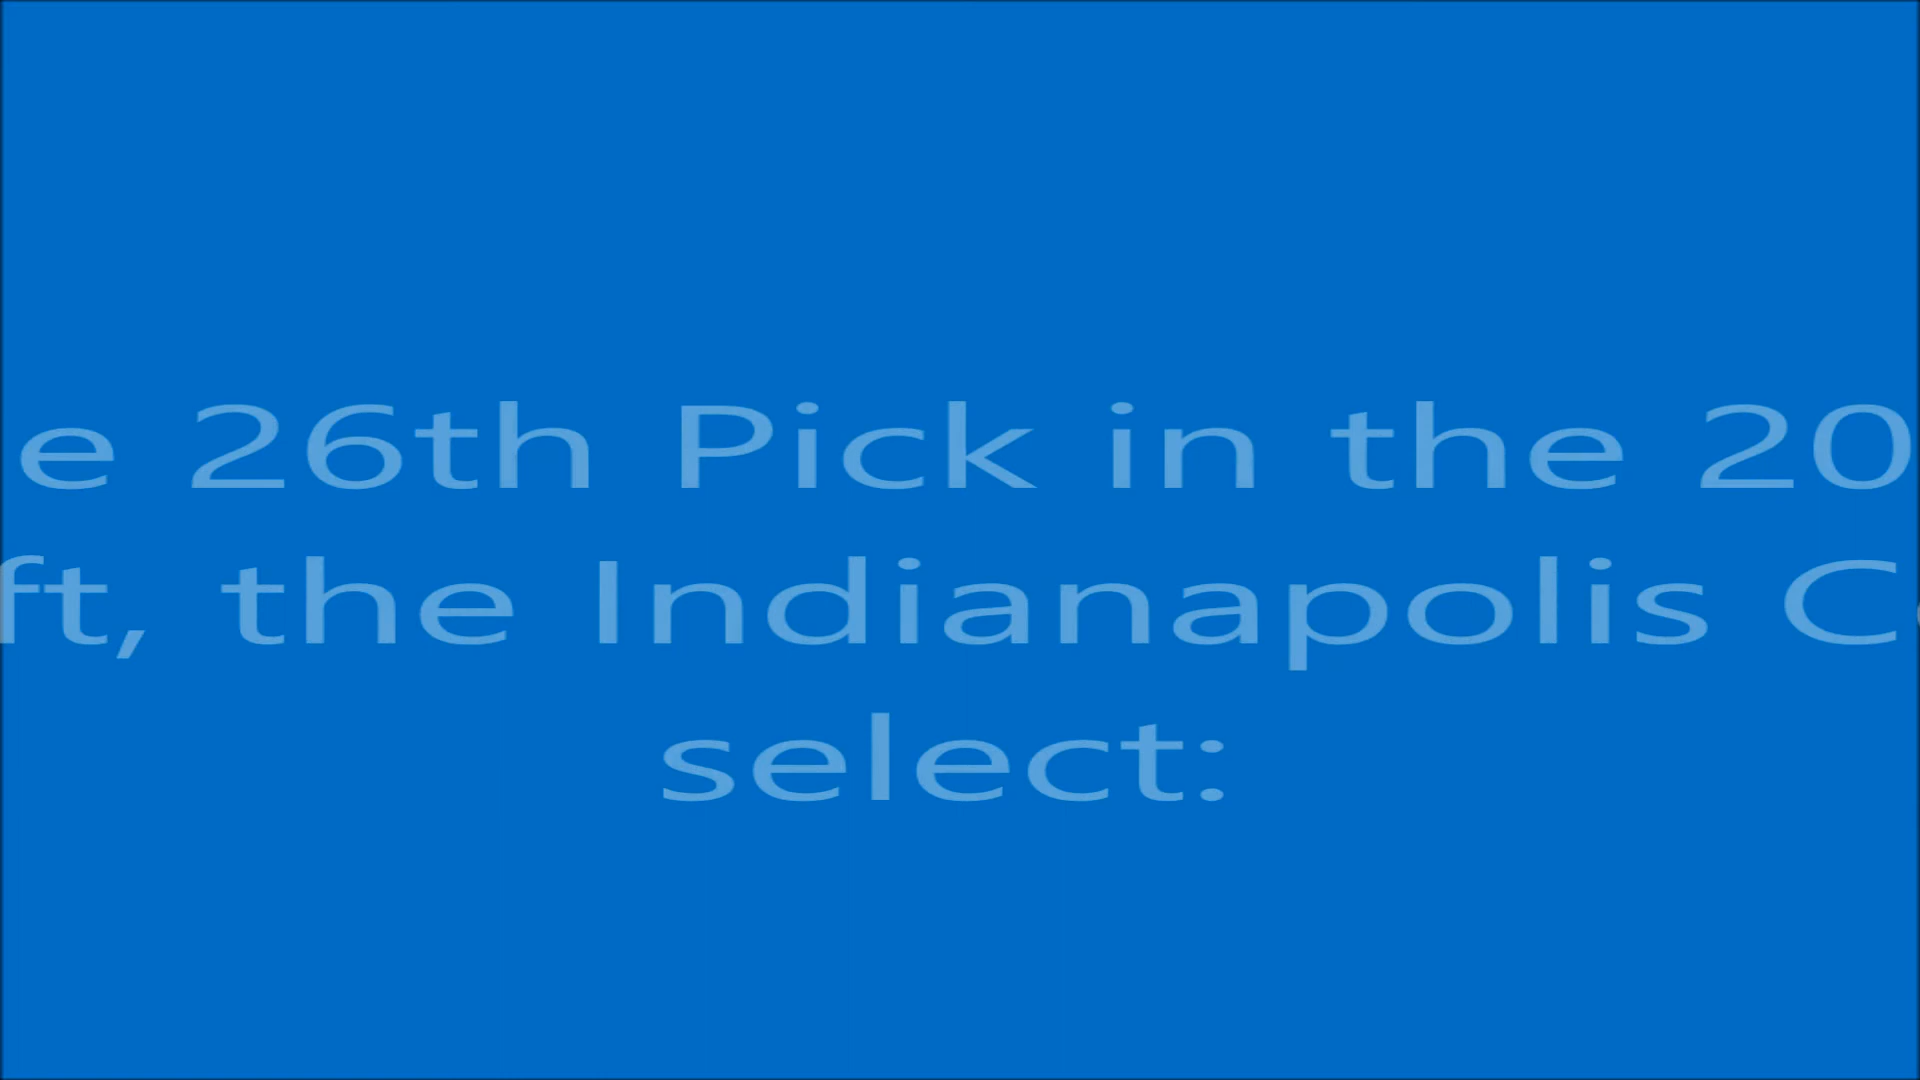 e 26th Pick in the 20
ft, the Indianapolis C
select: